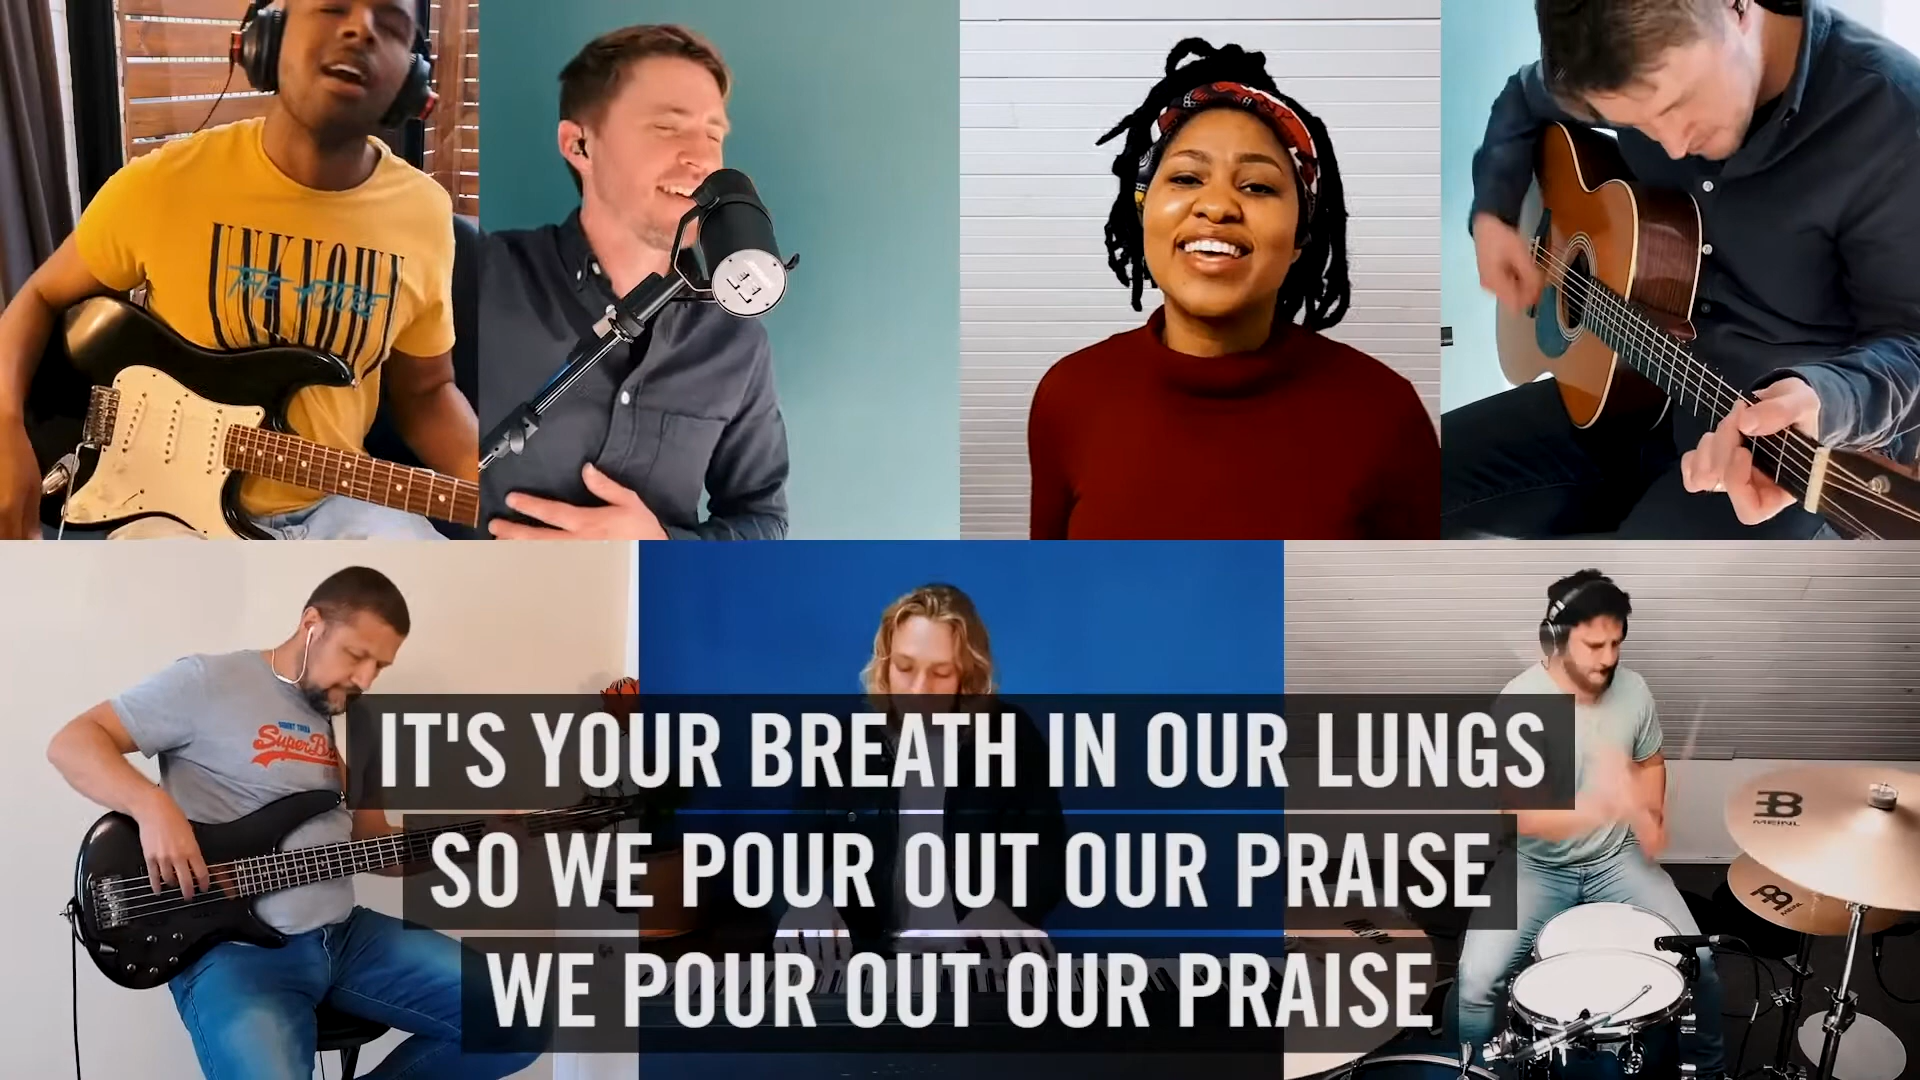 UNKNOWN
THE FUTURE
IT'S YOUR BREATH IN OUR LUNGS
SO WE POUR OUT OUR PRAISE
WE POUR OUT OUR PRAISE
MEINL
MEINL